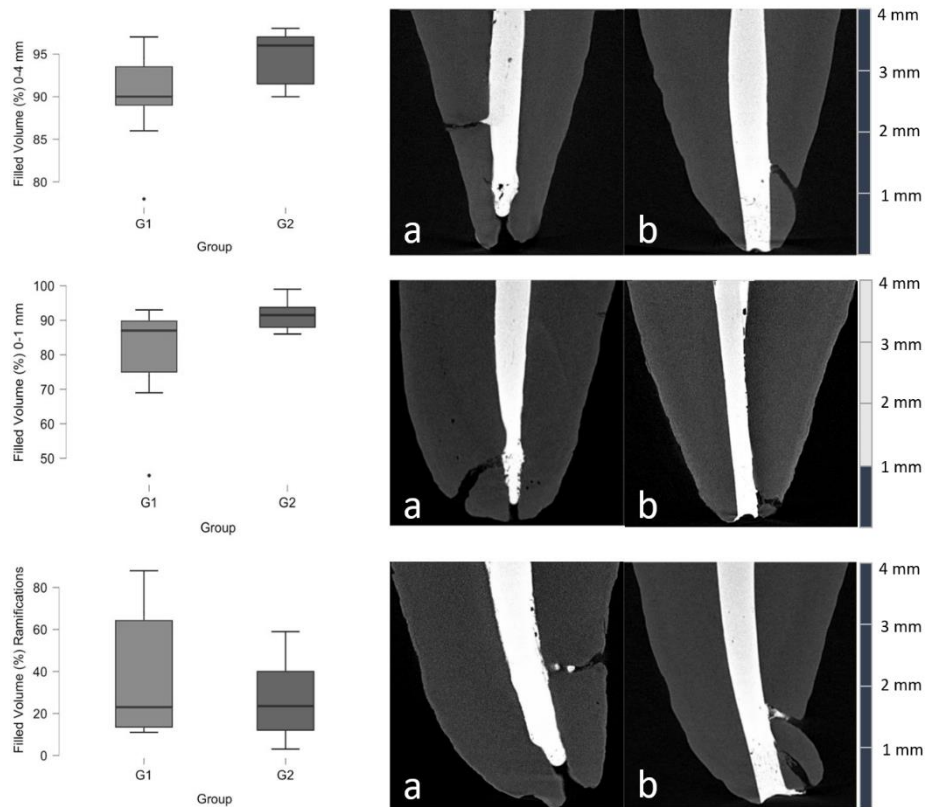 Filled Volume (%) 0-4 mm
95
90
85
80
G1
G2
Group
a
b
4 mm
3 mm
2 mm
1 mm
Filled Volume (%) 0-1 mm
100
90
80
70
60
50
G1
G2
Group
a
b
4 mm
3 mm
2 mm
1 mm
Filled Volume (%) Ramifications
80
60
40
20
0
G1
G2
Group
a
b
4 mm
3 mm
2 mm
1 mm